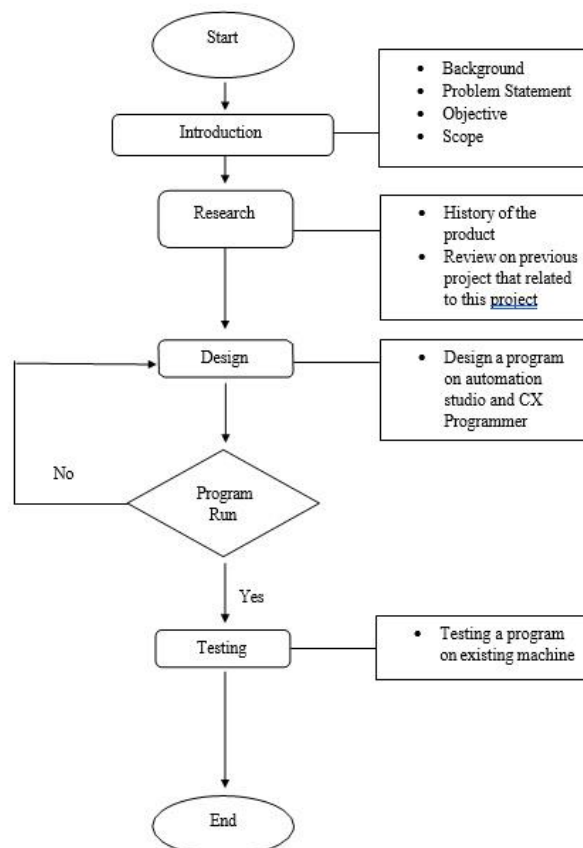 Start
• Background
• Problem Statement
• Objective
• Scope
Introduction
Research
• History of the
product
• Review on previous
project that related
to this project
Design
• Design a program
on automation
studio and CX
Programmer
No
Program
Run
Yes
Testing
• Testing a program
on existing machine
End